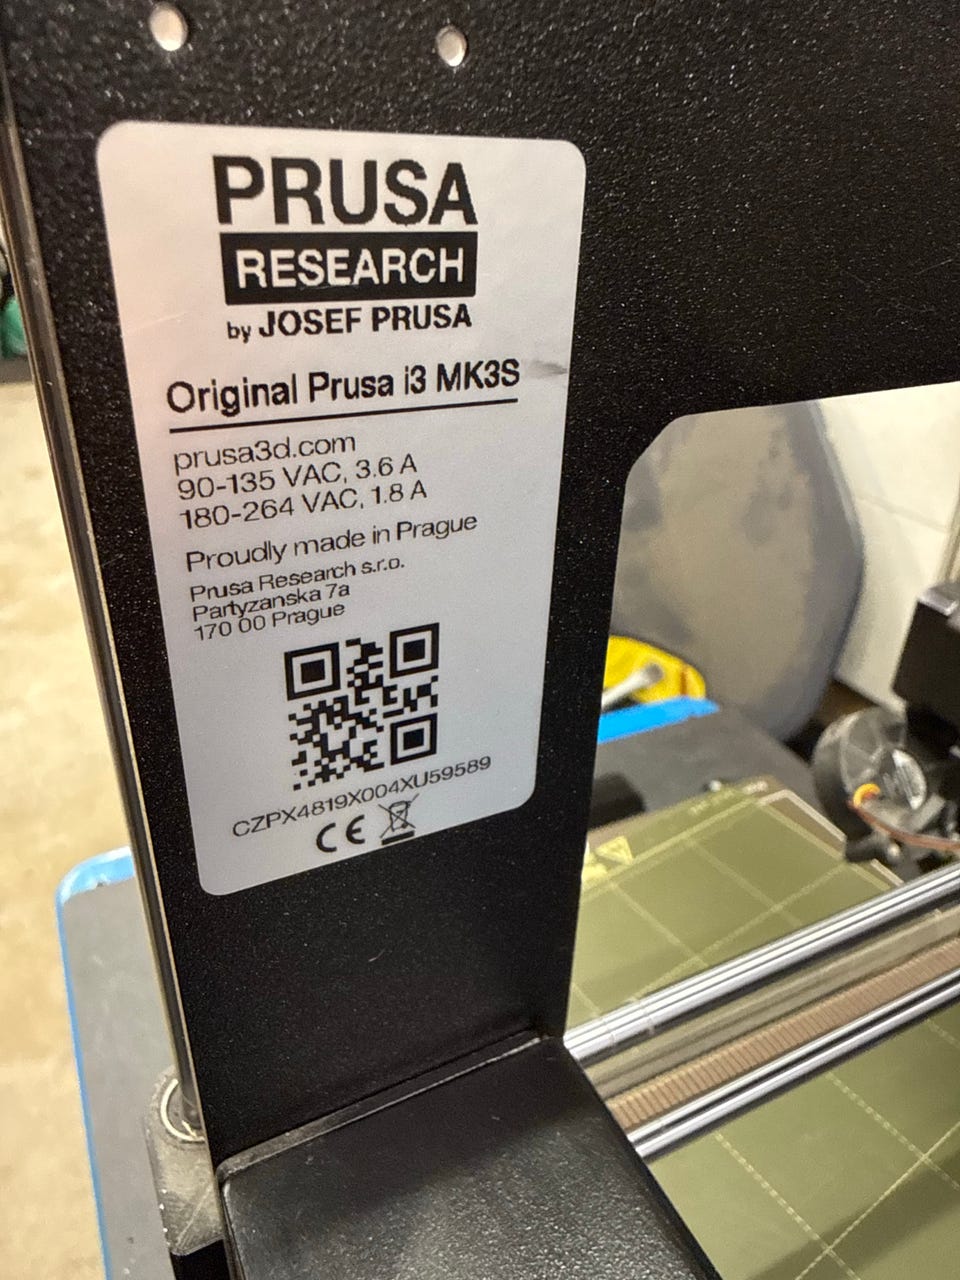 PRUSA
RESEARCH
by JOSEF PRUSA
Original Prusa i3 MK3S
prusa3d.com
90-135 VAC, 3.6 A
180-264 VAC, 1.8 A
Proudly made in Prague
Prusa Research s.r.o.
Partyzanska 7a
170 00 Prague
CZPX4819X004XU59589
CE